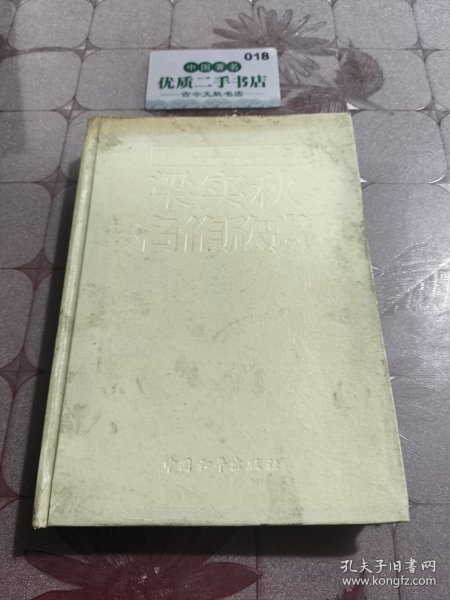 018
中国著名
优质二手书店
古今文献书店
梁实秋
名作欣赏
中国和平出版社
孔夫子旧书网
www.kongfz.com